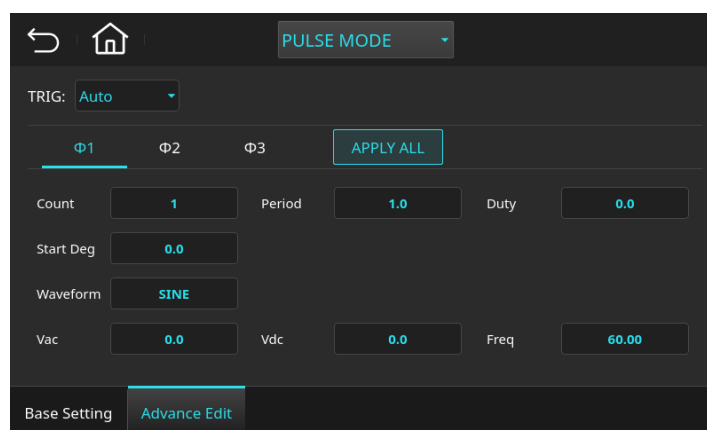 PULSE MODE
TRIG: Auto
Φ1 Φ2 Φ3 APPLY ALL
Count 1 Period 1.0 Duty 0.0
Start Deg 0.0
Waveform SINE
Vac 0.0 Vdc 0.0 Freq 60.00
Base Setting Advance Edit